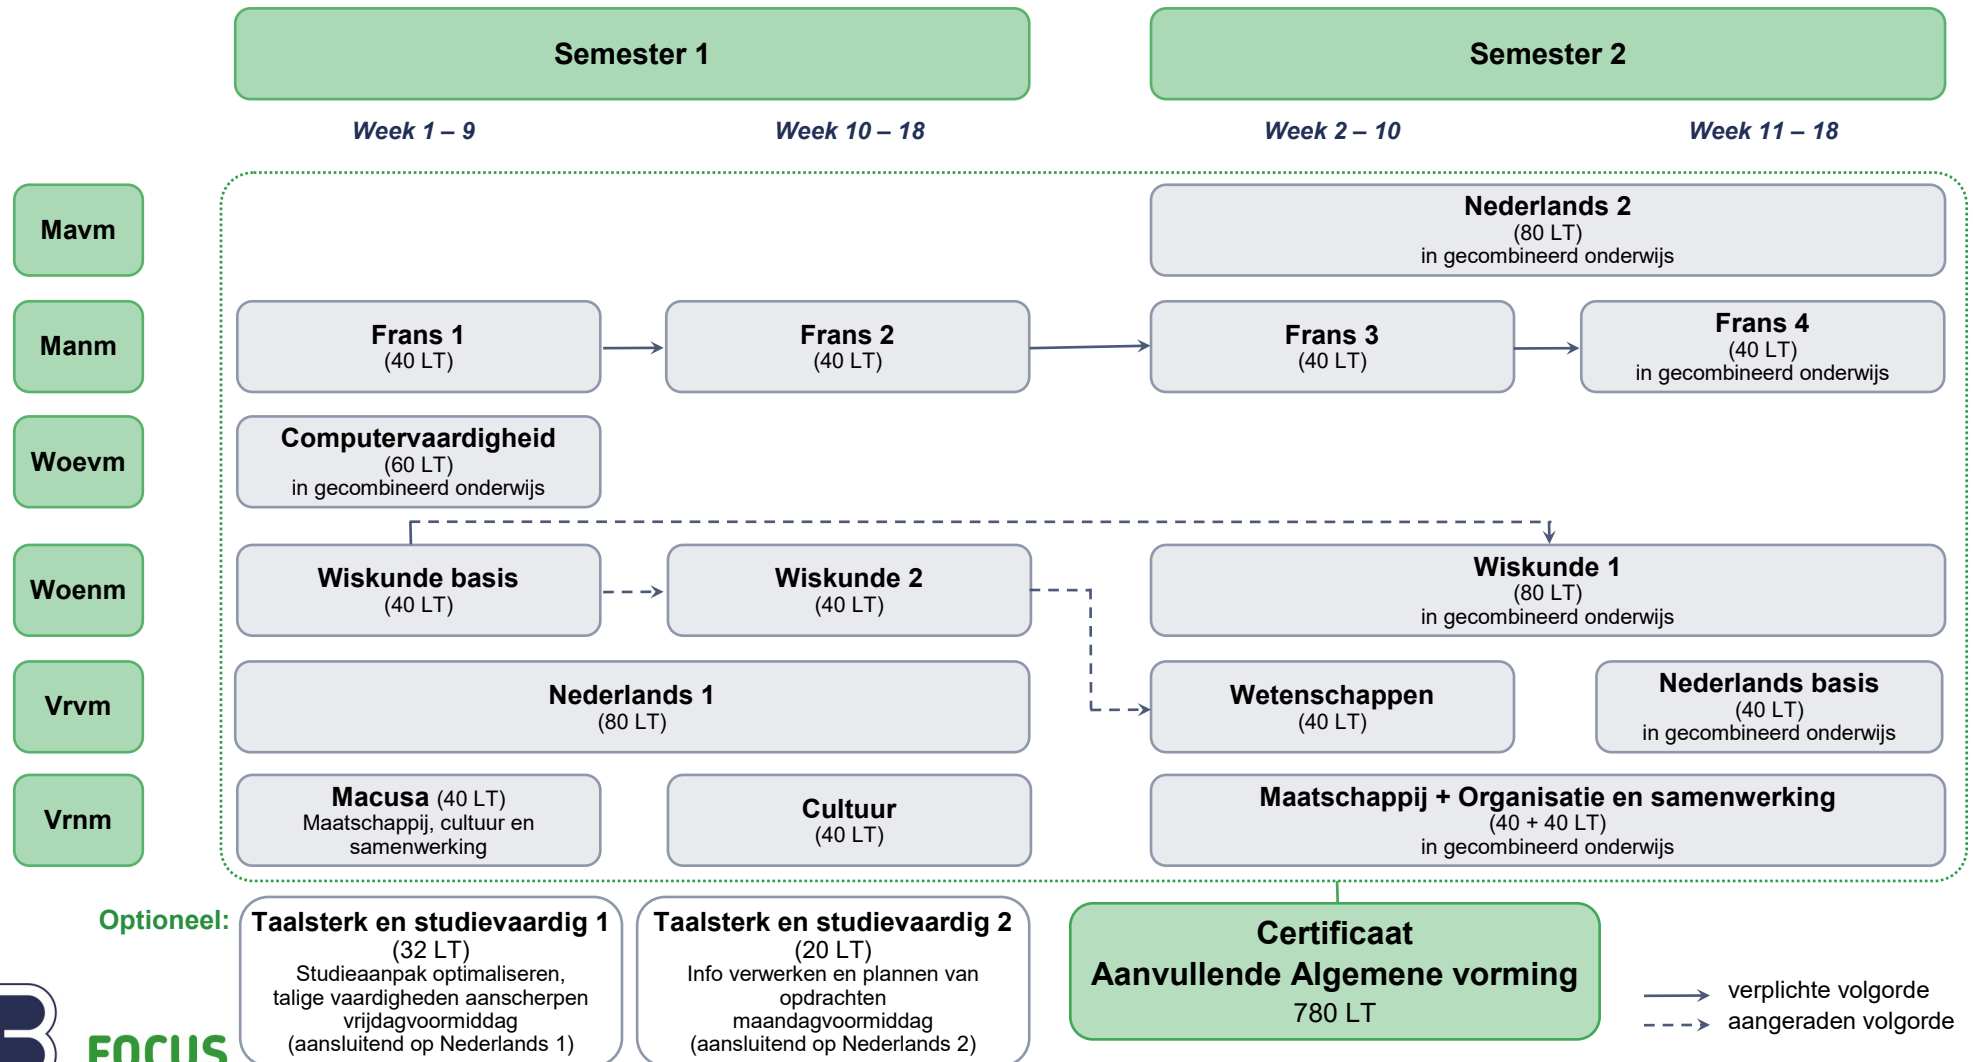 Semester 1
Semester 2
Week 1 – 9
Week 10 – 18
Week 2 – 10
Week 11 – 18
Mavm
Nederlands 2
(80 LT)
in gecombineerd onderwijs
Manm
Frans 1
(40 LT)
Frans 2
(40 LT)
Frans 3
(40 LT)
Frans 4
(40 LT)
in gecombineerd onderwijs
Woevm
Computervaardigheid
(60 LT)
in gecombineerd onderwijs
Woenm
Wiskunde basis
(40 LT)
Wiskunde 2
(40 LT)
Wiskunde 1
(80 LT)
in gecombineerd onderwijs
Vrvm
Nederlands 1
(80 LT)
Wetenschappen
(40 LT)
Nederlands basis
(40 LT)
in gecombineerd onderwijs
Vrnm
Macusa (40 LT)
Maatschappij, cultuur en
samenwerking
Cultuur
(40 LT)
Maatschappij + Organisatie en samenwerking
(40 + 40 LT)
in gecombineerd onderwijs
Optioneel:
Taalsterk en studievaardig 1
(32 LT)
Studieaanpak optimaliseren,
talige vaardigheden aanscherpen
vrijdagvoormiddag
(aansluitend op Nederlands 1)
Taalsterk en studievaardig 2
(20 LT)
Info verwerken en plannen van
opdrachten
maandagvoormiddag
(aansluitend op Nederlands 2)
Certificaat
Aanvullende Algemene vorming
780 LT
verplichte volgorde
aangeraden volgorde
FOCUS